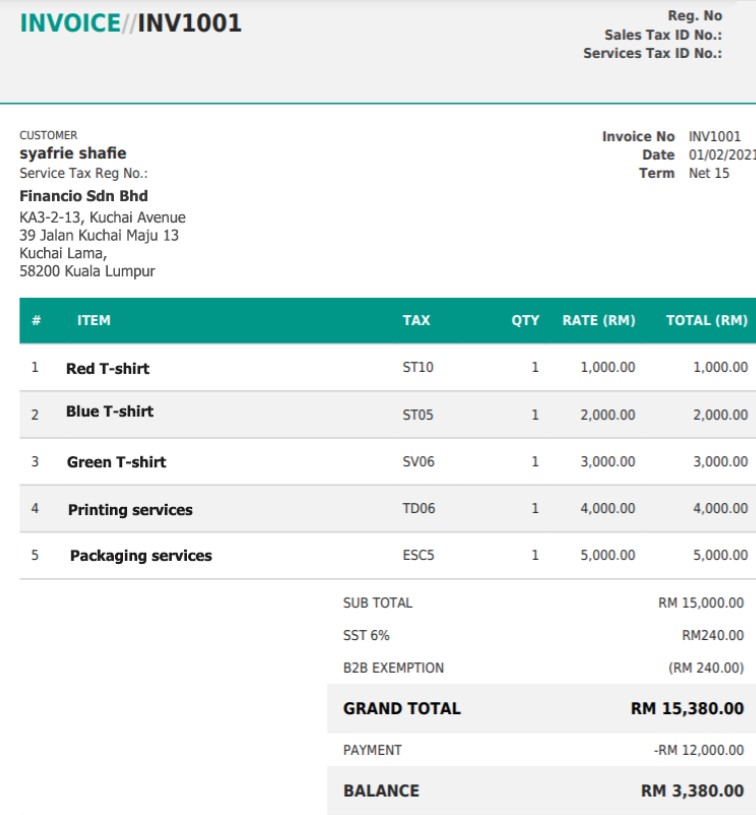 INVOICE//INV1001
Reg. No
Sales Tax ID No.:
Services Tax ID No.:
CUSTOMER
syafrie shafie
Service Tax Reg No.:
Financio Sdn Bhd
KA3-2-13, Kuchai Avenue
39 Jalan Kuchai Maju 13
Kuchai Lama,
58200 Kuala Lumpur
Invoice No INV1001
Date 01/02/2021
Term Net 15
# ITEM TAX QTY RATE (RM) TOTAL (RM)
1 Red T-shirt ST10 1 1,000.00 1,000.00
2 Blue T-shirt ST05 1 2,000.00 2,000.00
3 Green T-shirt SV06 1 3,000.00 3,000.00
4 Printing services TD06 1 4,000.00 4,000.00
5 Packaging services ESC5 1 5,000.00 5,000.00
SUB TOTAL RM 15,000.00
SST 6% RM240.00
B2B EXEMPTION (RM 240.00)
GRAND TOTAL RM 15,380.00
PAYMENT -RM 12,000.00
BALANCE RM 3,380.00